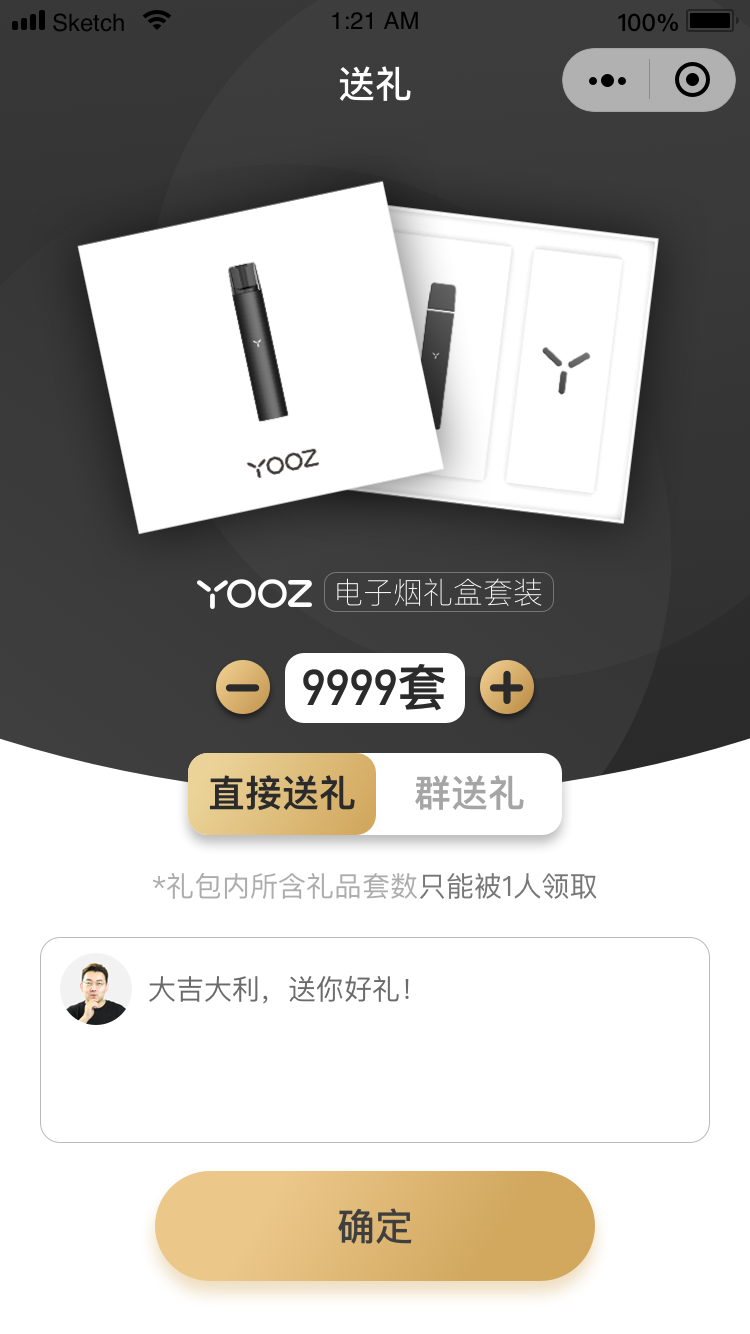 Sketch 1:21 AM 100%
送礼
YOOZ
YOOZ 电子烟礼盒套装
9999套
直接送礼 群送礼
*礼包内所含礼品套数只能被1人领取
大吉大利，送你好礼！
确定